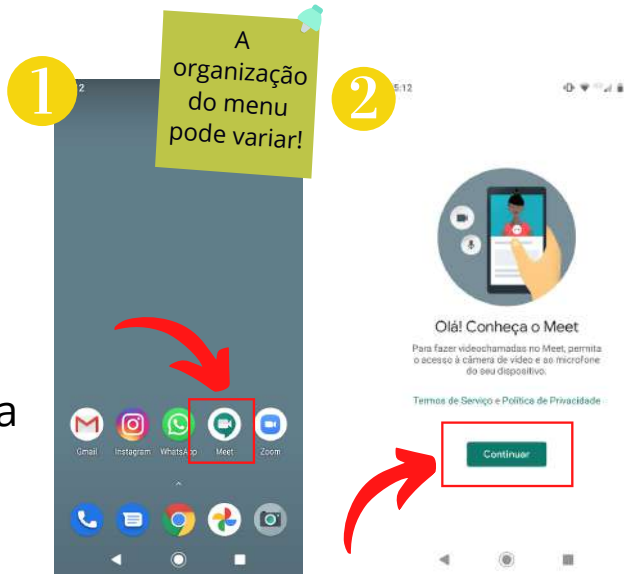 A
organização
do menu
pode variar!
1
2
a
Gmail Instagram WhatsApp Meet Zoom
2
5:12
Olá! Conheça o Meet
Para fazer videochamadas no Meet, permita
o acesso à câmera de vídeo e ao microfone
do seu dispositivo.
Termos de Serviço e Política de Privacidade
Continuar